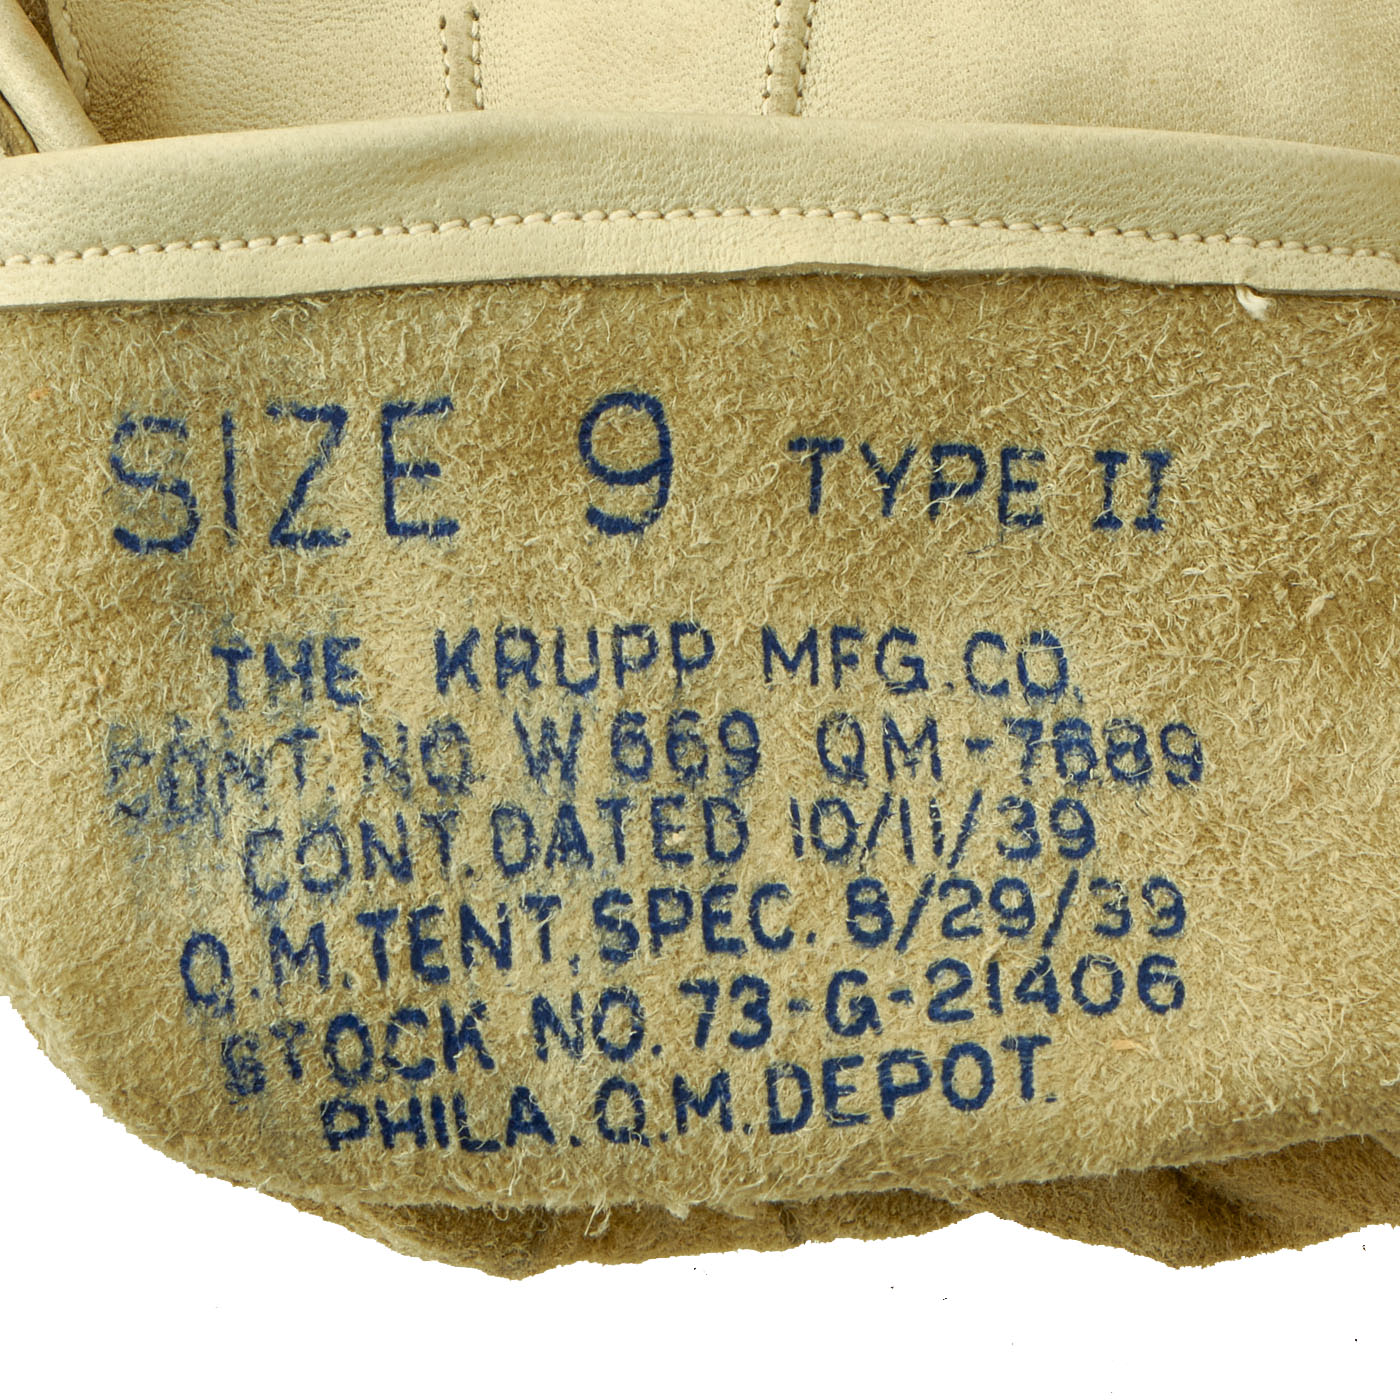 SIZE 9 TYPE II
THE KRUPP MFG. CO.
CONT. NO. W 669 QM-7689
CONT. DATED 10/11/39
Q.M. TENT. SPEC. 8/29/39
STOCK NO. 73-G-21406
PHILA. Q.M. DEPOT.